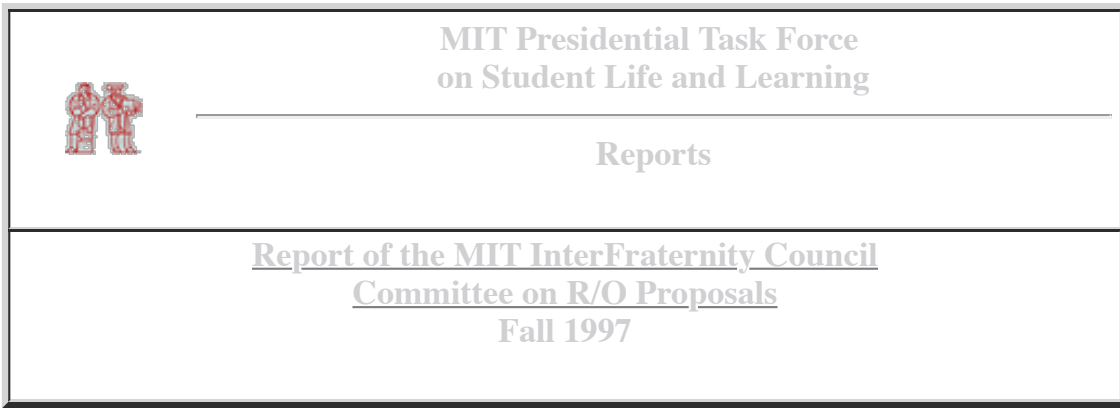 MIT Presidential Task Force
on Student Life and Learning
Reports
Report of the MIT InterFraternity Council
Committee on R/O Proposals
Fall 1997